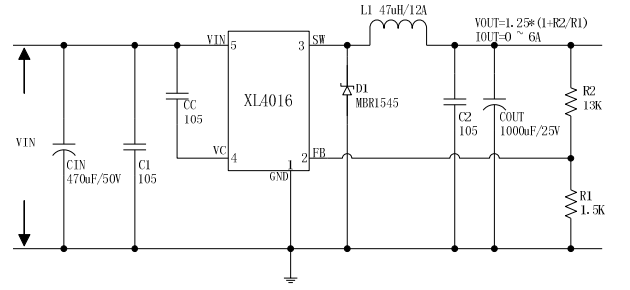 L1 47uH/12A
VOUT=1.25*(1+R2/R1)
IOUT=0 ~ 6A
VIN 5
3 SW
XL4016
D1
MBR1545
CC
105
R2
13K
C2
105
COUT
1000uF/25V
VIN
VC 4
2 FB
1
GND
CIN
470uF/50V
C1
105
R1
1.5K